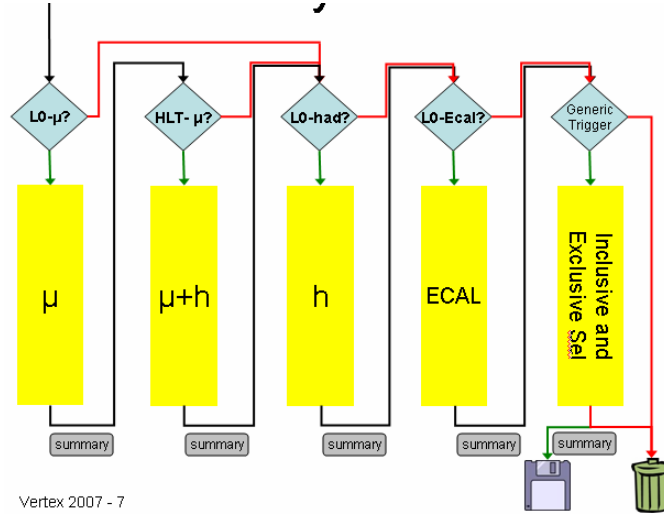 L0-µ?
HLT- µ?
L0-had?
L0-Ecal?
Generic
Trigger
µ
µ+h
h
ECAL
Inclusive and
Exclusive Sel
summary
summary
summary
summary
summary
Vertex 2007 - 7